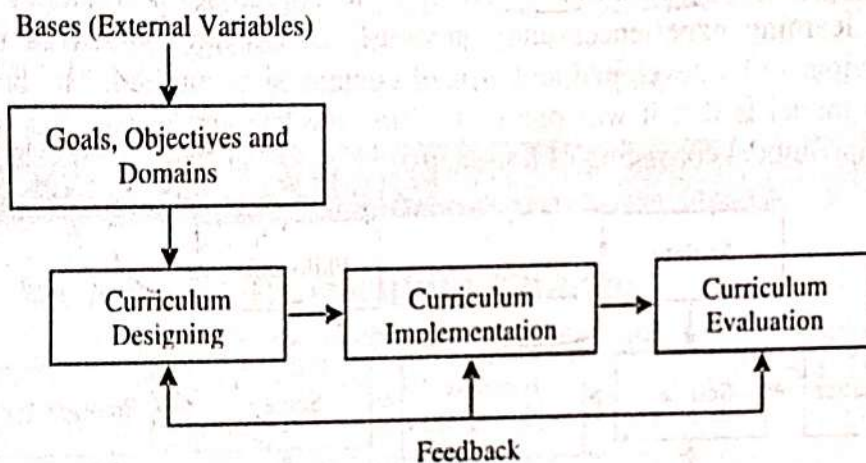 Bases (External Variables)
Goals, Objectives and
Domains
Curriculum
Designing
Curriculum
Implementation
Curriculum
Evaluation
Feedback